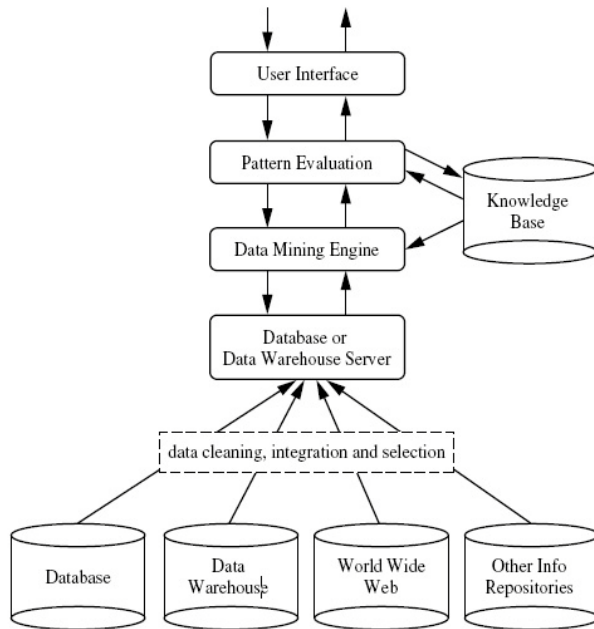 User Interface
Pattern Evaluation
Knowledge
Base
Data Mining Engine
Database or
Data Warehouse Server
data cleaning, integration and selection
Database
Data
Warehouse
World Wide
Web
Other Info
Repositories